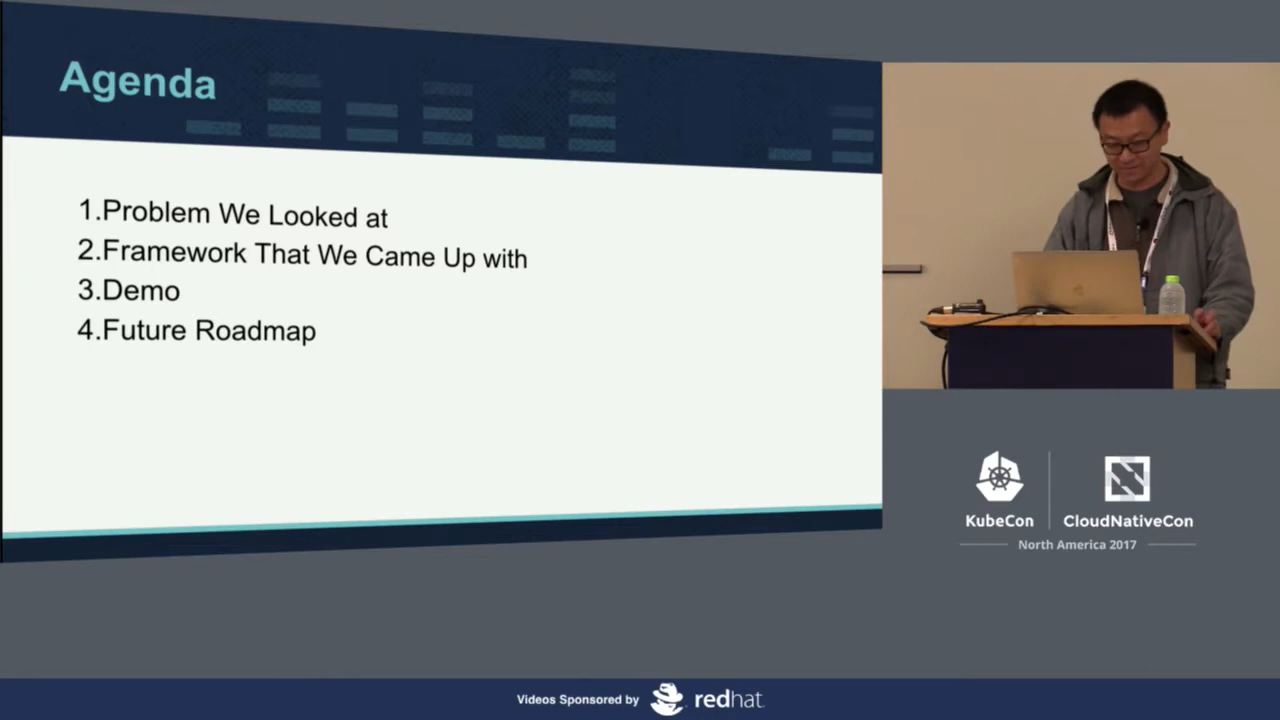 Agenda
1.Problem We Looked at
2.Framework That We Came Up with
3.Demo
4.Future Roadmap
KubeCon
CloudNativeCon
North America 2017
Videos Sponsored by redhat.